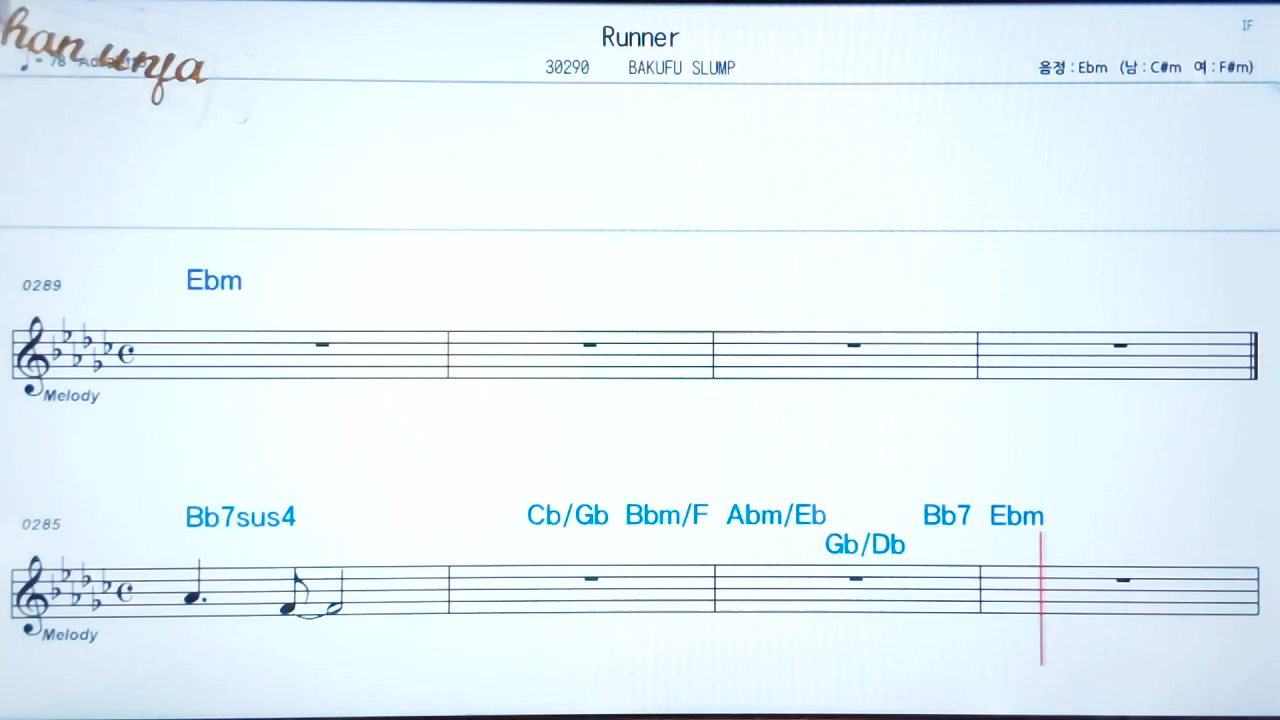 han unja
Runner
IF
30290 BAKUFU SLUMP
음정 : Ebm (남 : C#m 여 : F#m)
0289 Ebm
Melody
0285 Bb7sus4 Cb/Gb Bbm/F Abm/Eb Bb7 Ebm
Gb/Db
Melody